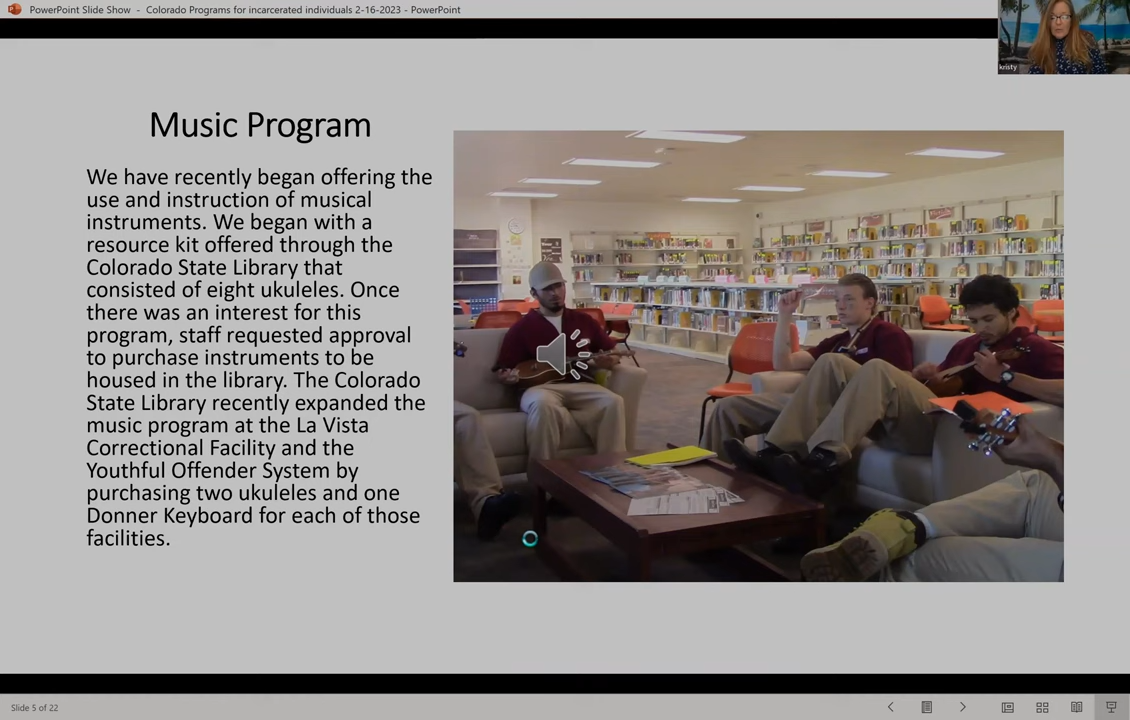 PowerPoint Slide Show - Colorado Programs for incarcerated individuals 2-16-2023 - PowerPoint
kristy
Music Program
We have recently began offering the
use and instruction of musical
instruments. We began with a
resource kit offered through the
Colorado State Library that
consisted of eight ukuleles. Once
there was an interest for this
program, staff requested approval
to purchase instruments to be
housed in the library. The Colorado
State Library recently expanded the
music program at the La Vista
Correctional Facility and the
Youthful Offender System by
purchasing two ukuleles and one
Donner Keyboard for each of those
facilities.
Slide 5 of 22